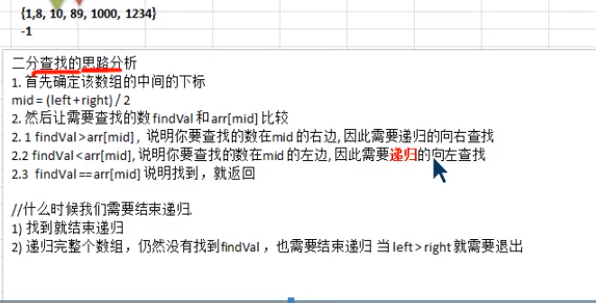 {1,8, 10, 89, 1000, 1234}
-1
二分查找的思路分析
1. 首先确定该数组的中间的下标
mid = (left + right) / 2
2. 然后让需要查找的数 findVal 和 arr[mid] 比较
2.1 findVal > arr[mid] , 说明你要查找的数在mid 的右边, 因此需要递归的向右查找
2.2 findVal < arr[mid], 说明你要查找的数在mid 的左边, 因此需要递归的向左查找
2.3 findVal == arr[mid] 说明找到，就返回
//什么时候我们需要结束递归.
1) 找到就结束递归
2) 递归完整个数组，仍然没有找到findVal ，也需要结束递归 当 left > right 就需要退出